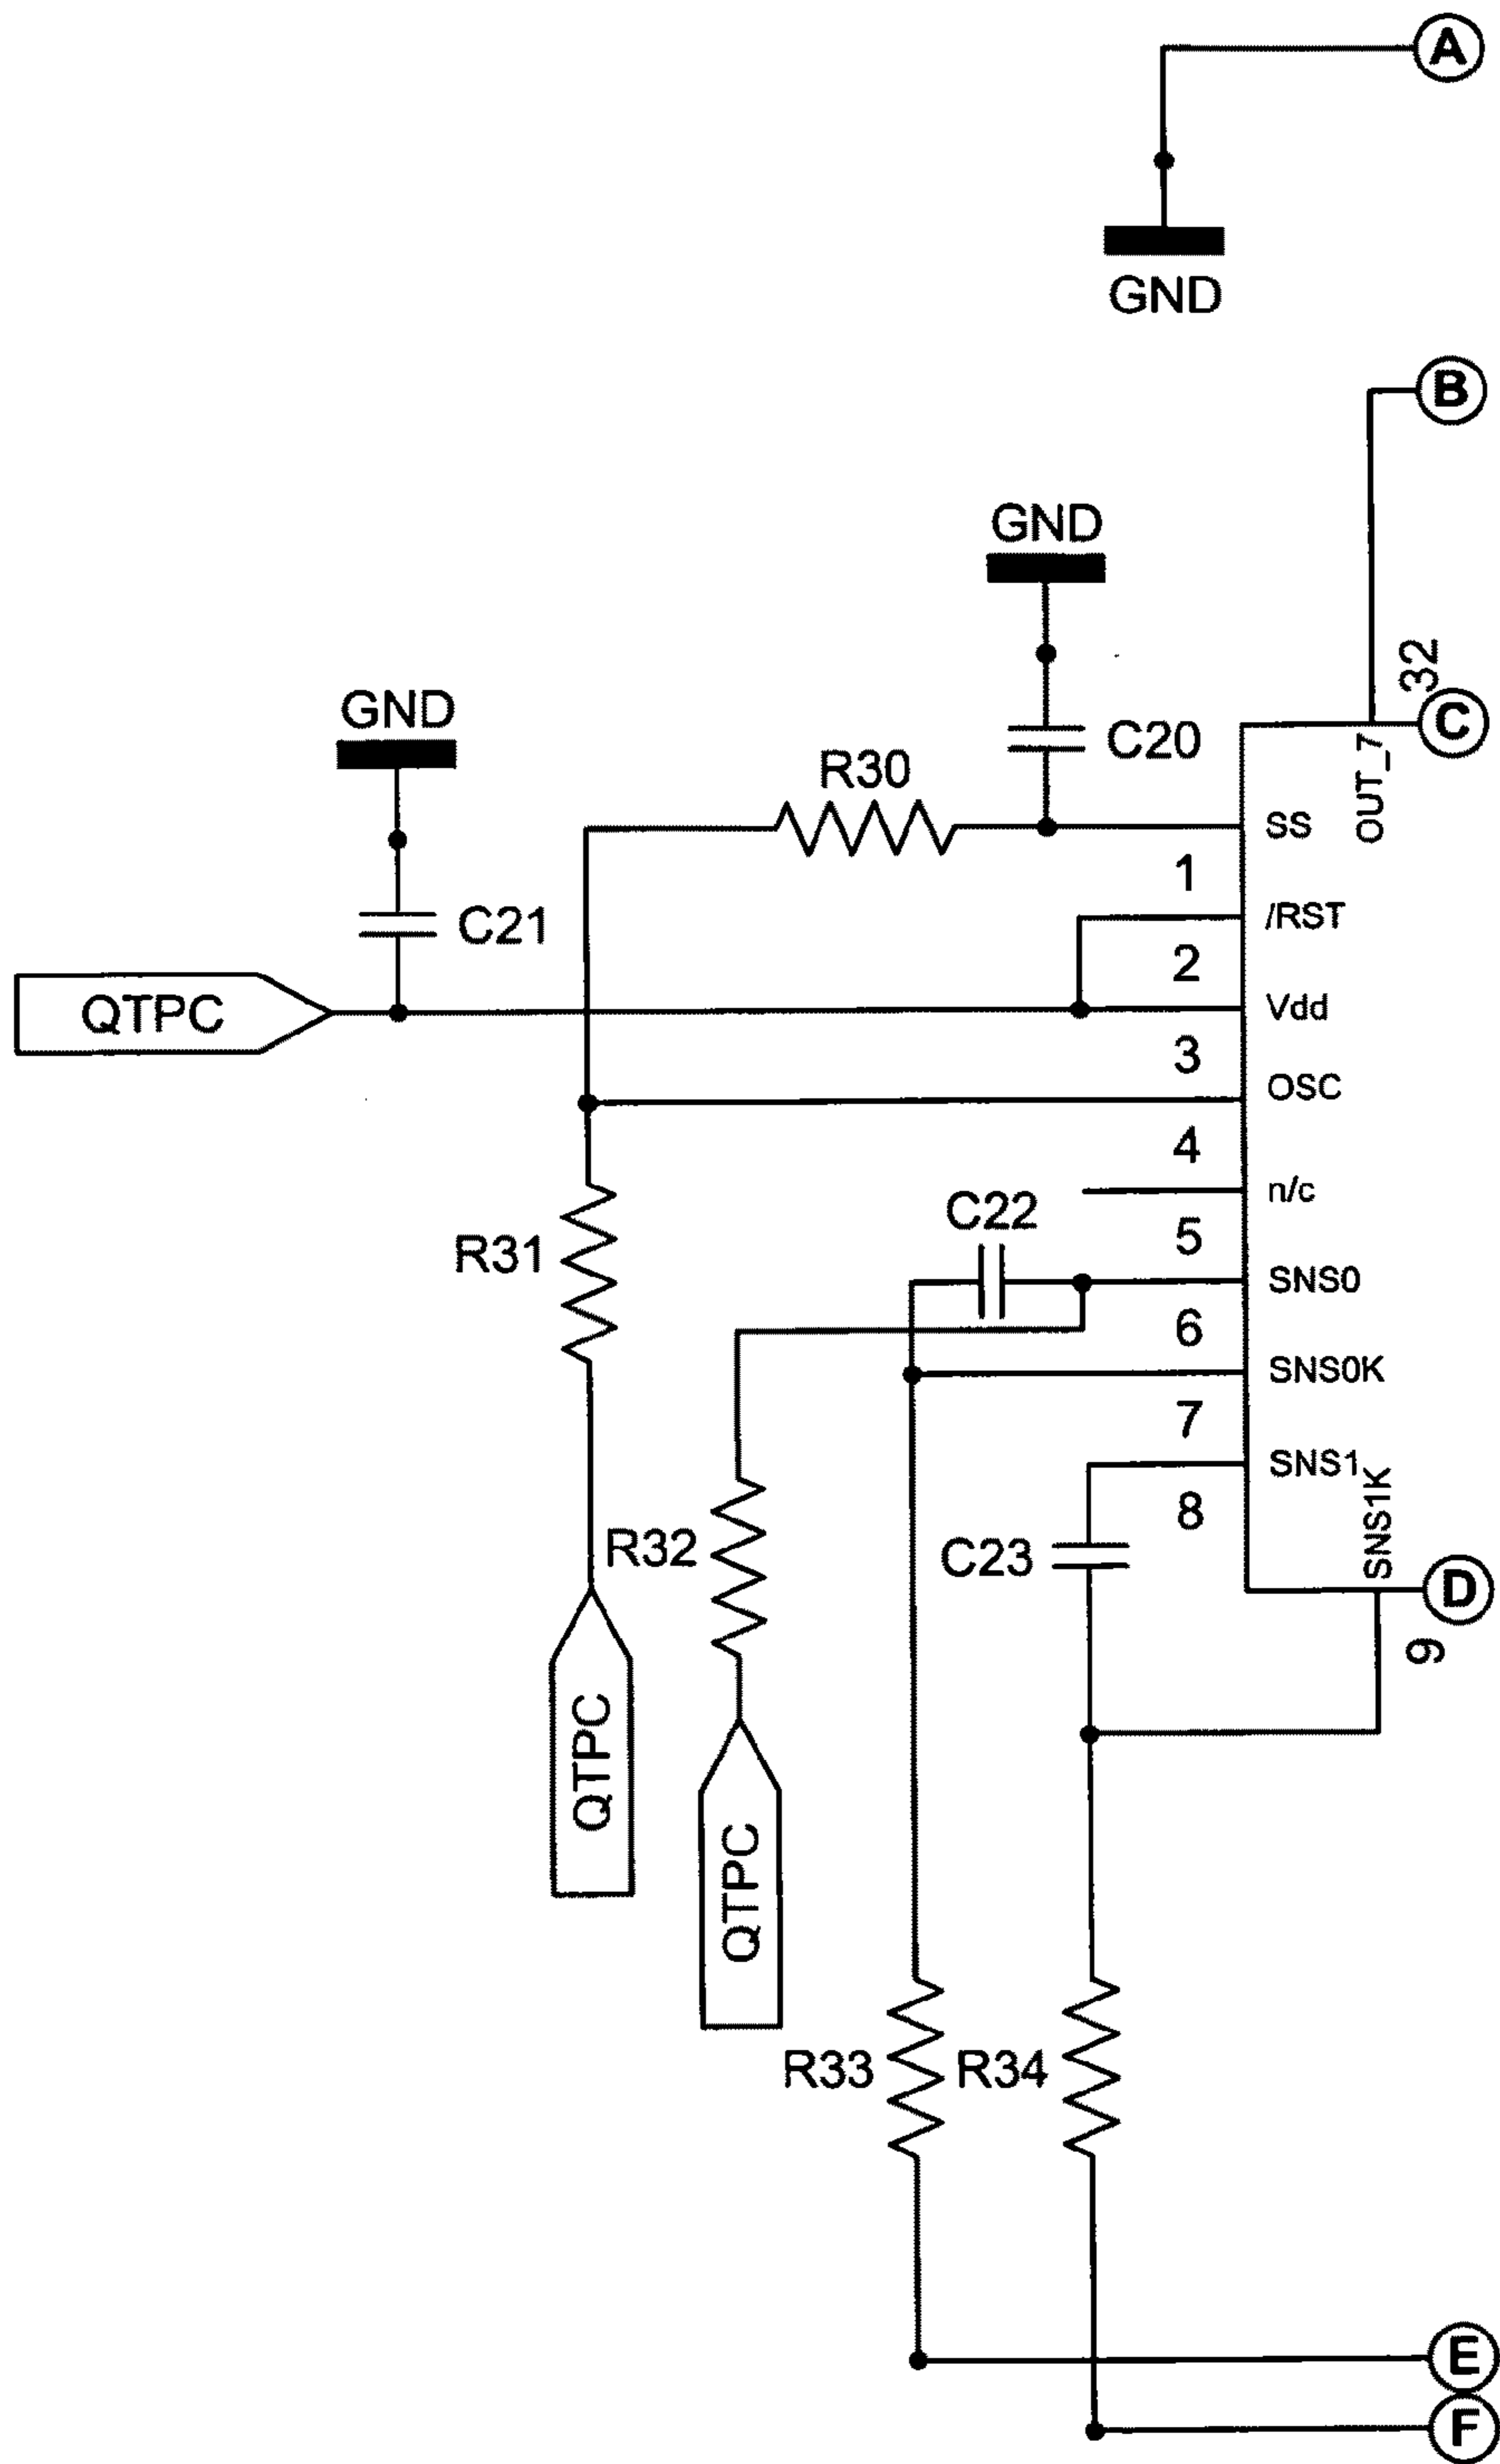 A
GND
B
GND
32
C
GND
C20
OUT_7
R30
SS
1
C21
/RST
2
QTPC
Vdd
3
OSC
4
n/c
C22
R31
5
SNS0
6
SNS0K
7
SNS1
8
SNS1K
R32
C23
D
9
QTPC
QTPC
R33
R34
E
F